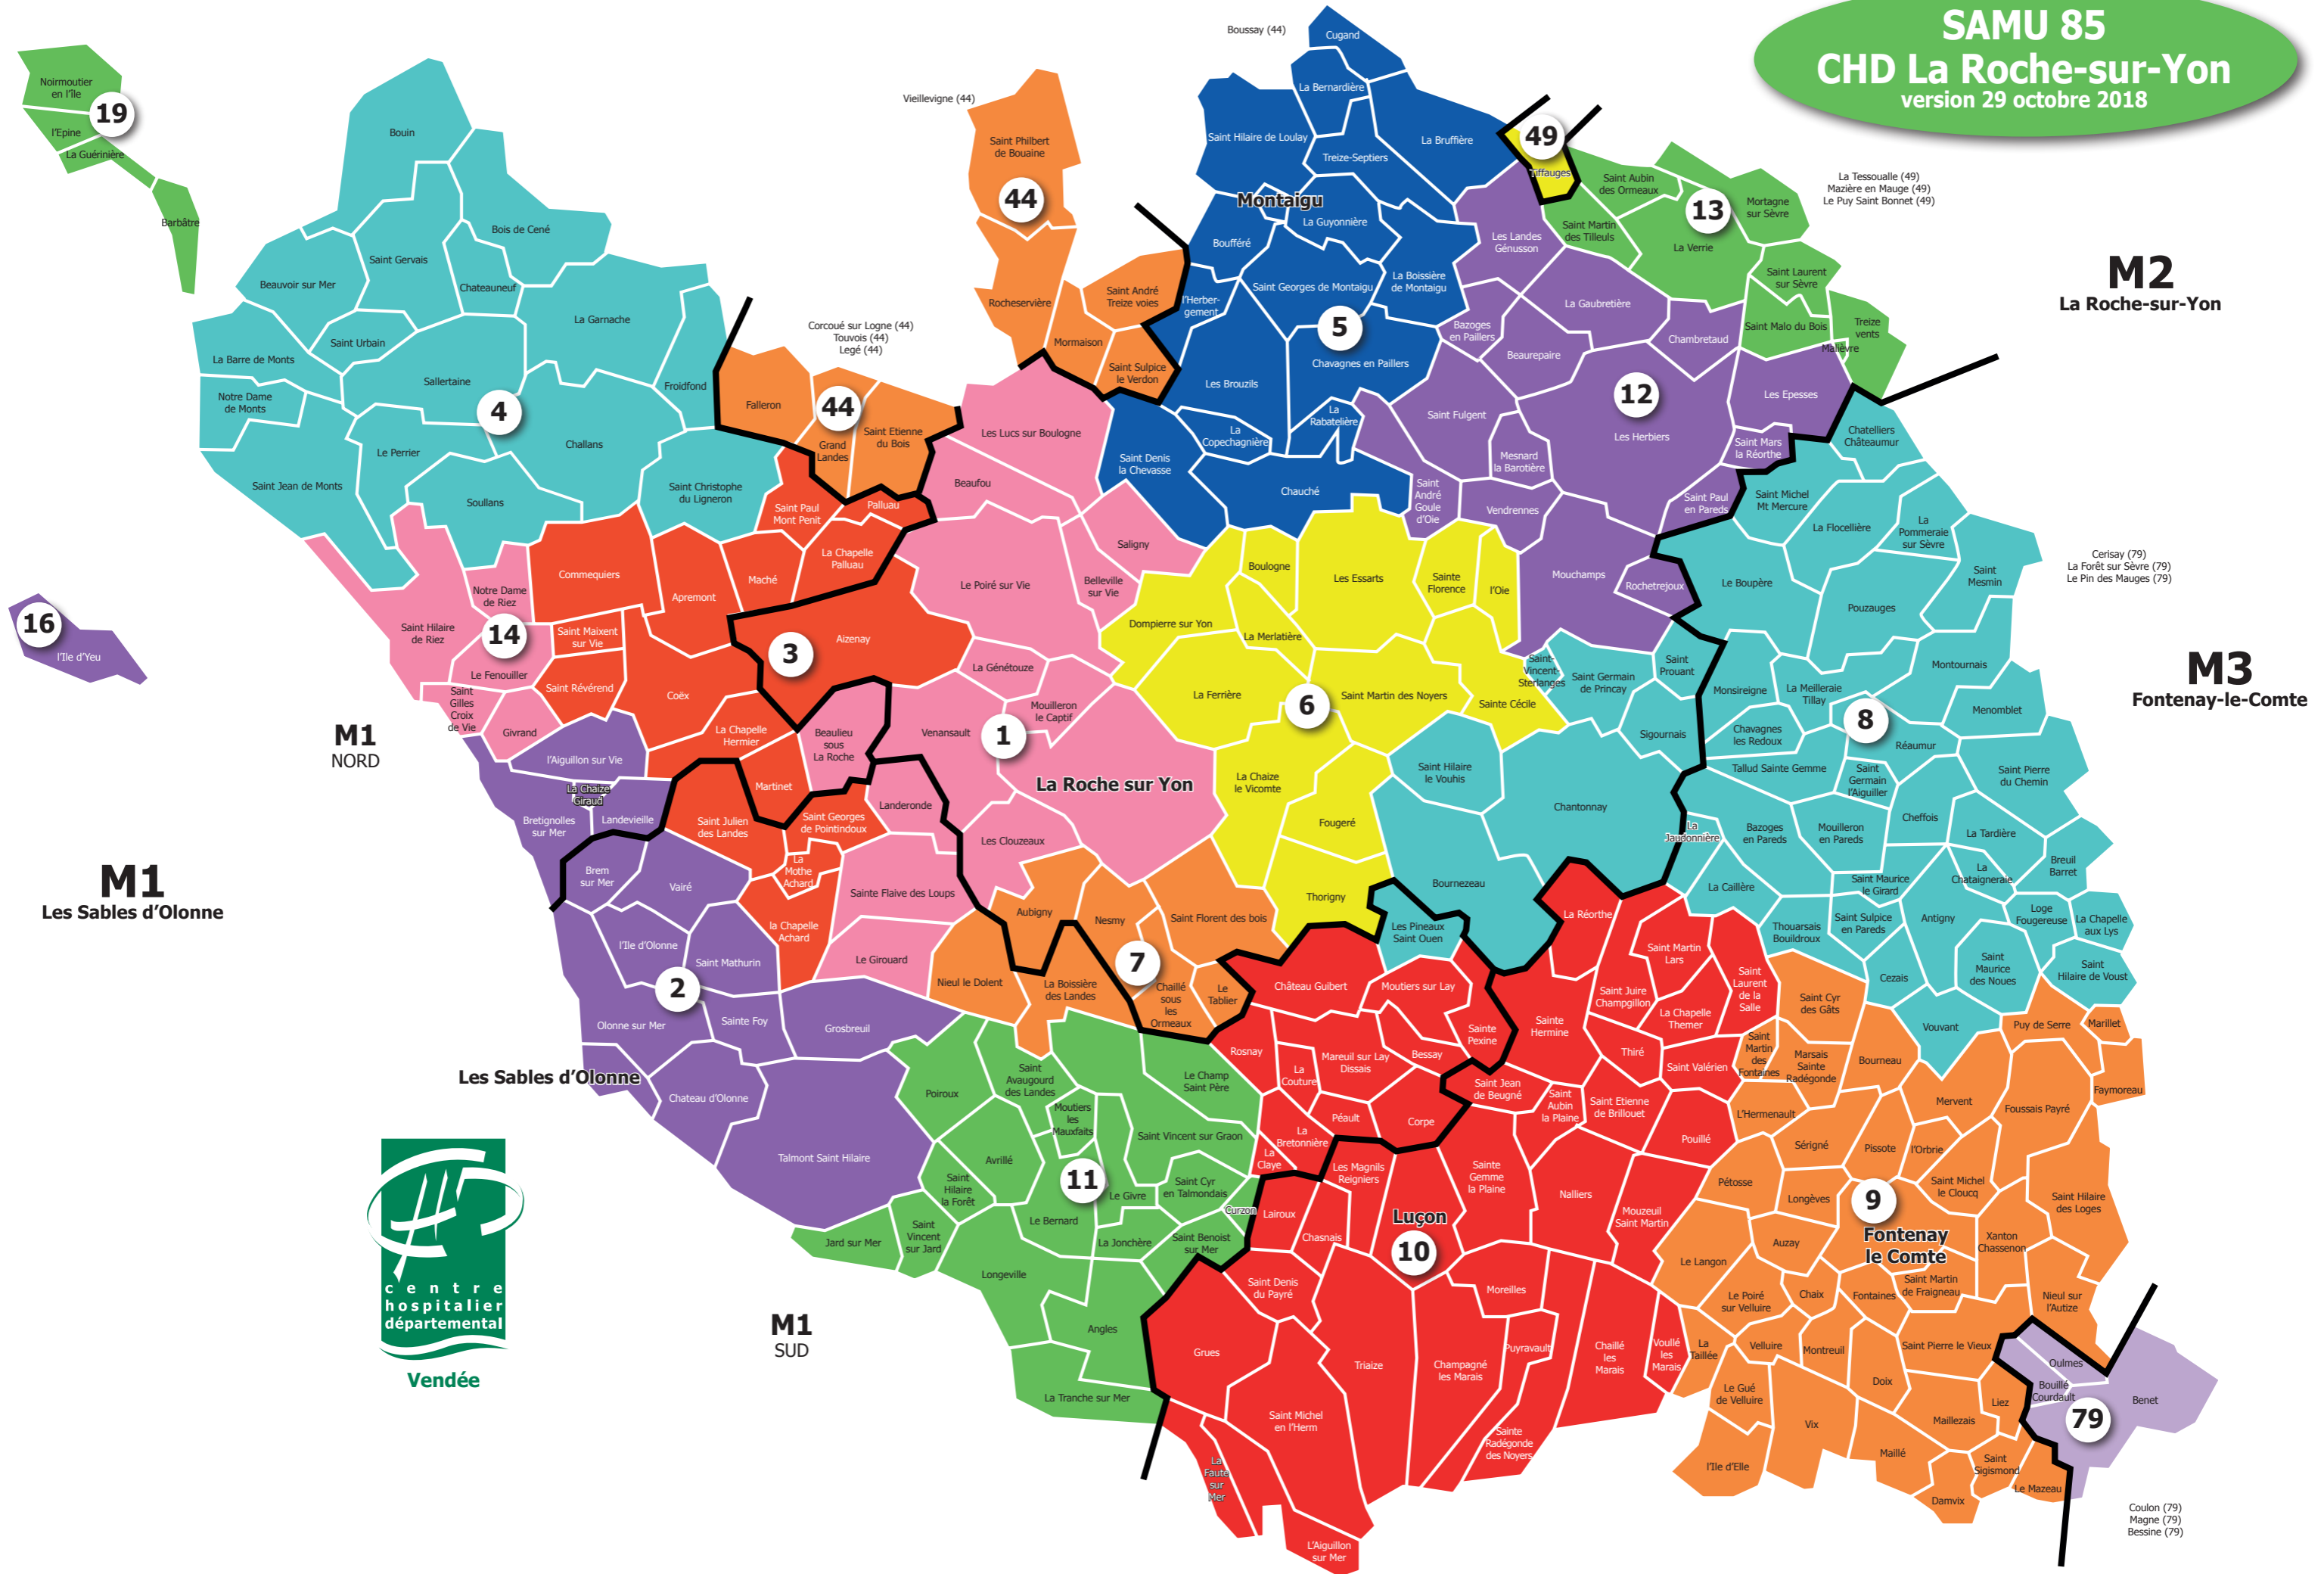 SAMU 85
CHD La Roche-sur-Yon
version 29 octobre 2018
Noirmoutier
en l'île
19
l'Epine
La Guérinière
Barbâtre
Bouin
Bois de Cené
Saint Gervais
Beauvoir sur Mer
Chateauneuf
La Garnache
Saint Urbain
La Barre de Monts
Sallertaine
Froidfond
Notre Dame
de Monts
4
Challans
Le Perrier
Saint Jean de Monts
Soullans
Saint Christophe
du Ligneron
Vieillevigne (44)
Saint Philbert
de Bouaine
44
Rocheservière
Saint André
Treize voies
Mormaison
Saint Sulpice
le Verdon
Corcoué sur Logne (44)
Touvois (44)
Legé (44)
Falleron
44
Grand
Landes
Saint Etienne
du Bois
Boussay (44)
Cugand
La Bernardière
Saint Hilaire de Loulay
La Bruffière
Treize-Septiers
Montaigu
La Guyonnière
Boufféré
La Boissière
de Montaigu
Saint Georges de Montaigu
l'Herber-
gement
5
Chavagnes en Paillers
Les Brouzils
La
Rabatelière
La
Copechagnière
Saint Denis
la Chevasse
Chauché
49
Tiffauges
Saint Aubin
des Ormeaux
13
Mortagne
sur Sèvre
Saint Martin
des Tilleuls
La Verrie
Saint Laurent
sur Sèvre
Saint Malo du Bois
Treize
vents
Malièvre
La Tessoualle (49)
Mazière en Mauge (49)
Le Puy Saint Bonnet (49)
M2
La Roche-sur-Yon
Les Landes
Génusson
La Gaubretière
Bazoges
en Paillers
Beaurepaire
Chambretaud
12
Les Epesses
Saint Fulgent
Les Herbiers
Mesnard
la Barotière
Saint Mars
la Réorthe
Saint
André
Goule
d'Oie
Vendrennes
Saint Paul
en Pareds
Mouchamps
Rochetrejoux
Chatelliers
Châteaumur
Saint Michel
Mt Mercure
La Flocellière
La
Pommeraie
sur Sèvre
Saint
Mesmin
Le Boupère
Pouzauges
Cerisay (79)
La Forêt sur Sèvre (79)
Le Pin des Mauges (79)
M3
Fontenay-le-Comte
Montournais
Monsireigne
La Meilleraie
Tillay
8
Menomblet
Chavagnes
les Redoux
Réaumur
Tallud Sainte Gemme
Saint
Germain
l'Aiguiller
Saint Pierre
du Chemin
Cheffois
Bazoges
en Pareds
Mouilleron
en Pareds
La Tardière
Breuil
Barret
La
Jaudonnière
La Caillère
Saint Maurice
le Girard
La
Chataigneraie
Thouarsais
Bouildroux
Saint Sulpice
en Pareds
Antigny
Loge
Fougereuse
La Chapelle
aux Lys
Cezais
Saint
Maurice
des Noues
Saint
Hilaire de Voust
Vouvant
16
l'Ile d'Yeu
Saint Hilaire
de Riez
Notre Dame
de Riez
14
Le Fenouiller
Saint
Gilles
Croix
de Vie
Givrand
Commequiers
Saint Paul
Mont Penit
Palluau
La Chapelle
Palluau
Maché
Apremont
Saint Maixent
sur Vie
Saint Révérend
Coëx
3
Aizenay
La Chapelle
Hermier
Martinet
Saint Julien
des Landes
Saint Georges
de Pointindoux
La
Mothe
Achard
la Chapelle
Achard
M1
NORD
M1
Les Sables d'Olonne
l'Aiguillon sur Vie
La Chaize
Giraud
Bretignolles
sur Mer
Landevieille
Brem
sur Mer
Vairé
l'Ile d'Olonne
Saint Mathurin
2
Olonne sur Mer
Sainte Foy
Grosbreuil
Les Sables d'Olonne
Chateau d'Olonne
Talmont Saint Hilaire
Les Lucs sur Boulogne
Beaufou
Saligny
Le Poiré sur Vie
Belleville
sur Vie
La Génétouze
Mouilleron
le Captif
Beaulieu
sous
La Roche
Venansault
1
La Roche sur Yon
Landeronde
Les Clouzeaux
Sainte Flaive des Loups
Le Girouard
Boulogne
Les Essarts
Sainte
Florence
l'Oie
Dompierre sur Yon
La Merlatière
La Ferrière
6
Saint Martin des Noyers
Sainte Cécile
La Chaize
le Vicomte
Fougeré
Thorigny
Saint-
Vincent-
Sterlanges
Saint Germain
de Princay
Saint
Prouant
Sigournais
Saint Hilaire
le Vouhis
Chantonnay
Bournezeau
Les Pineaux
Saint Ouen
Aubigny
Nesmy
Saint Florent des bois
7
Nieul le Dolent
La Boissière
des Landes
Chaillé
sous
les
Ormeaux
Le
Tablier
Poiroux
Saint
Avaugourd
des Landes
Le Champ
Saint Père
Moutiers
les
Mauxfaits
Saint Vincent sur Graon
Avrillé
11
Saint
Hilaire
la Forêt
Le Givre
Saint Cyr
en Talmondais
Curzon
Le Bernard
Jard sur Mer
Saint
Vincent
sur Jard
La Jonchère
Saint Benoist
sur Mer
Longeville
Angles
La Tranche sur Mer
M1
SUD
La Réorthe
Saint Martin
Lars
Saint
Laurent
de la
Salle
Château Guibert
Moutiers sur Lay
Saint Juire
Champgillon
La Chapelle
Themer
Sainte
Hermine
Sainte
Pexine
Rosnay
Mareuil sur Lay
Dissais
Bessay
Thiré
Saint Valérien
La
Couture
Saint Jean
de Beugné
Saint
Aubin
la Plaine
Saint Etienne
de Brillouet
Péault
Corpe
La
Bretonnière
Pouillé
La
Claye
Les Magnils
Reigniers
Sainte
Gemme
la Plaine
Nalliers
Mouzeuil
Saint Martin
Lairoux
Luçon
10
Chasnais
Saint Denis
du Payré
Moreilles
Grues
Triaize
Champagné
les Marais
Puyravault
Chaillé
les
Marais
Voullé
les
Marais
Saint Michel
en l'Herm
Sainte
Radégonde
des Noyers
La
Faute
sur
Mer
L'Aiguillon
sur Mer
Saint Cyr
des Gâts
Puy de Serre
Marillet
Saint
Martin
des
Fontaines
Marsais
Sainte
Radégonde
Bourneau
Faymoreau
L'Hermenault
Mervent
Foussais Payré
Sérigné
Pissote
l'Orbrie
Pétosse
Longèves
9
Saint Michel
le Cloucq
Saint Hilaire
des Loges
Fontenay
le Comte
Auzay
Xanton
Chassenon
Le Langon
Le Poiré
sur Velluire
Chaix
Fontaines
Saint Martin
de Fraigneau
Nieul sur
l'Autize
La
Taillée
Velluire
Montreuil
Saint Pierre le Vieux
Le Gué
de Velluire
Doix
Liez
Vix
Maillezais
l'Ile d'Elle
Maillé
Saint
Sigismond
Le Mazeau
Damvix
Oulmes
Bouillé
Courdault
Benet
79
Coulon (79)
Magne (79)
Bessine (79)
centre
hospitalier
départemental
Vendée